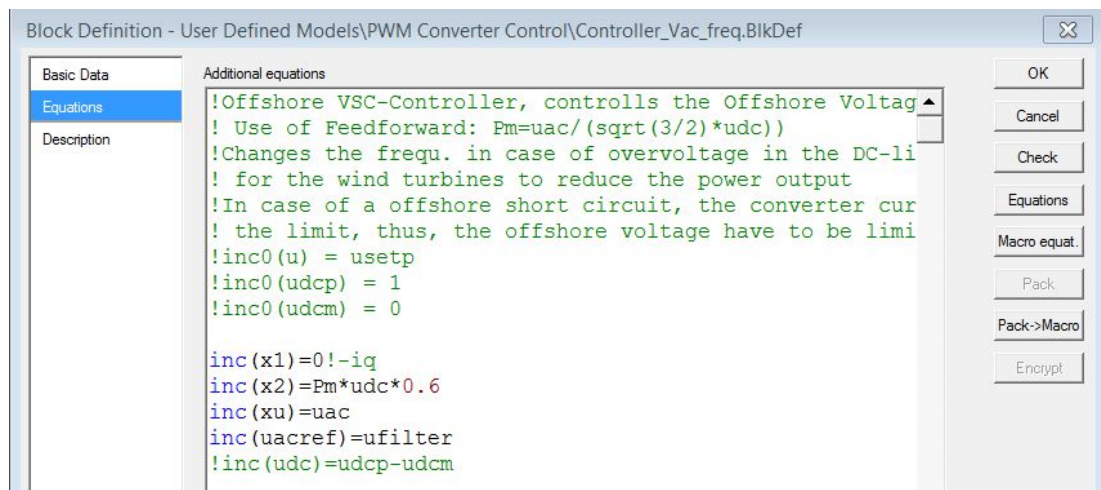 Block Definition - User Defined Models\PWM Converter Control\Controller_Vac_freq.BlkDef
Basic Data
Equations
Description
Additional equations
!Offshore VSC-Controller, controlls the Offshore Voltag
! Use of Feedforward: Pm=uac/(sqrt(3/2)*udc))
!Changes the frequ. in case of overvoltage in the DC-li
! for the wind turbines to reduce the power output
!In case of a offshore short circuit, the converter cur
! the limit, thus, the offshore voltage have to be limi
!inc0(u) = usetp
!inc0(udcp) = 1
!inc0(udcm) = 0
inc(x1)=0!-iq
inc(x2)=Pm*udc*0.6
inc(xu)=uac
inc(uacref)=ufilter
!inc(udc)=udcp-udcm
OK
Cancel
Check
Equations
Macro equat.
Pack
Pack->Macro
Encrypt